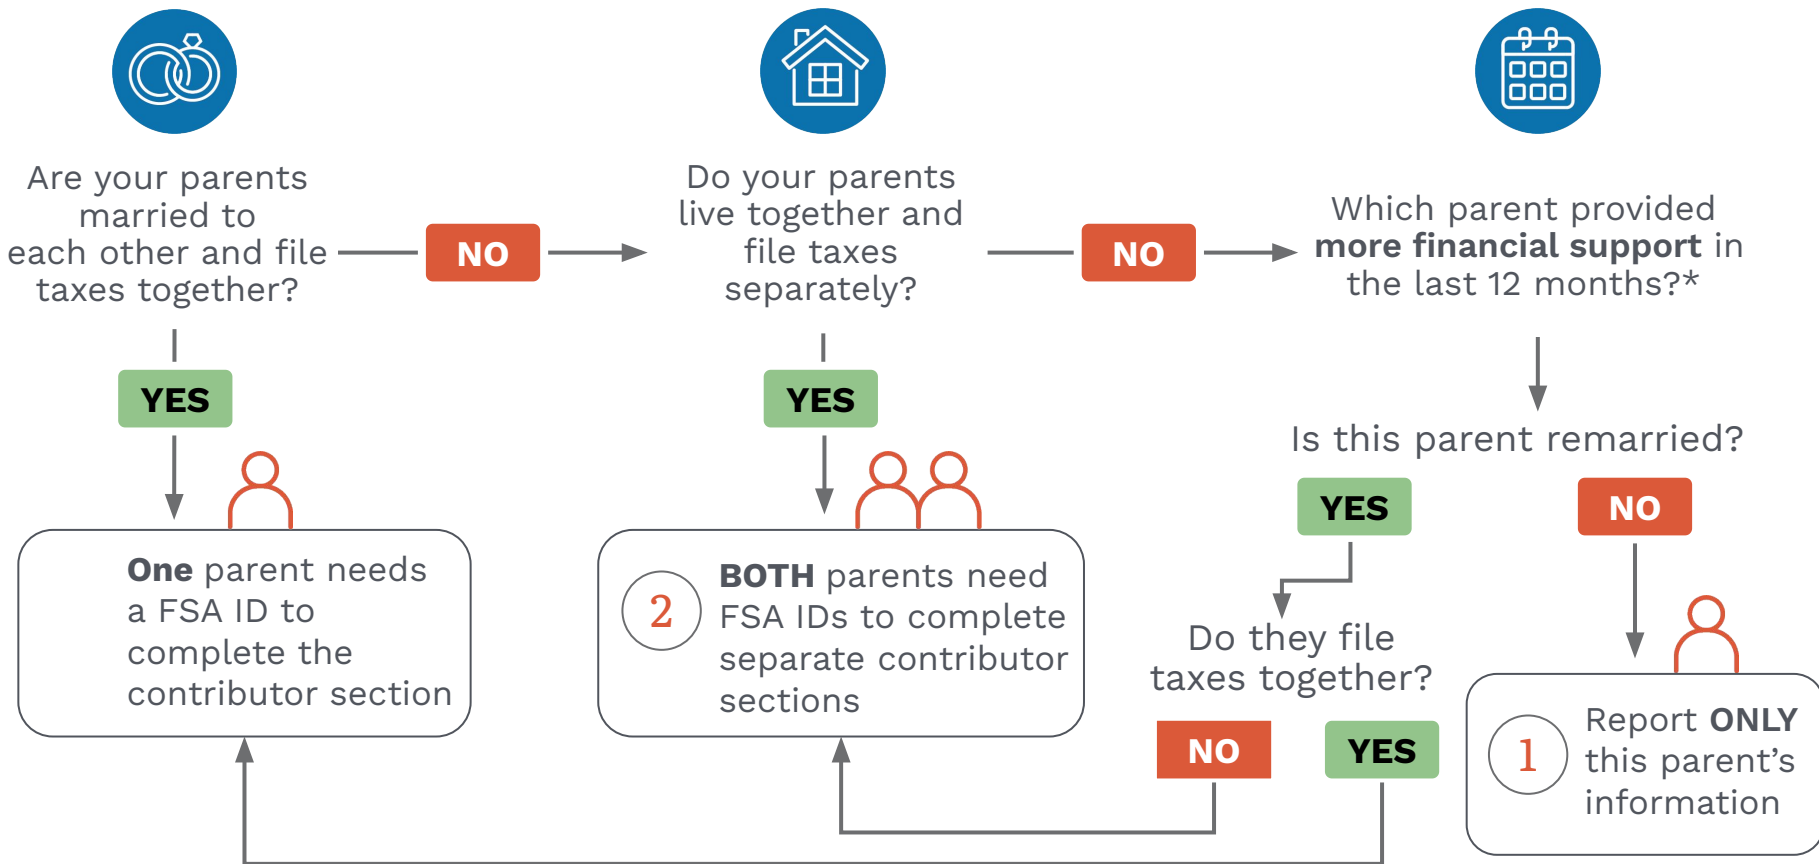 Are your parents
married to
each other and file
taxes together?
NO
Do your parents
live together and
file taxes
separately?
NO
Which parent provided
more financial support in
the last 12 months?*
YES
YES
Is this parent remarried?
YES
NO
One parent needs
a FSA ID to
complete the
contributor section
2
BOTH parents need
FSA IDs to complete
separate contributor
sections
Do they file
taxes together?
NO
YES
1
Report ONLY
this parent's
information